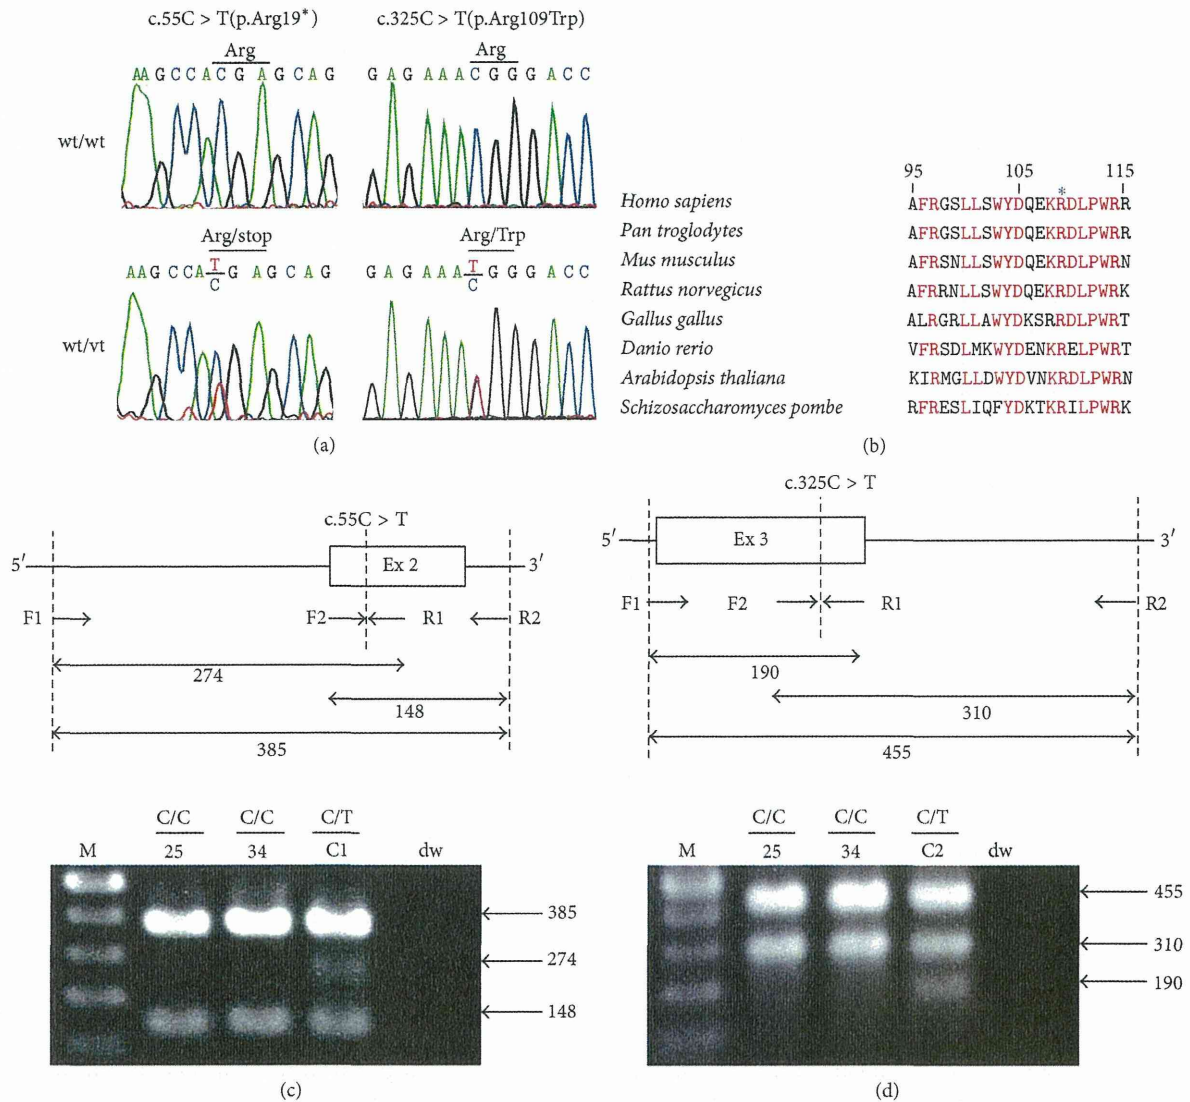 c.55C > T(p.Arg19*)
c.325C > T(p.Arg109Trp)
Arg
Arg
AAGCCACGAGCAG
GAGAAACGGGACC
wt/wt
Arg/stop
Arg/Trp
AAGCCA T/C GAGCAG
GAGAAA T/C GGGACC
wt/vt
(a)
95 105 115
*
Homo sapiens AFRGSLLSWYDQEKRDLPWRR
Pan troglodytes AFRGSLLSWYDQEKRDLPWRR
Mus musculus AFRSNLLSWYDQEKRDLPWRN
Rattus norvegicus AFRRNLLSWYDQEKRDLPWRK
Gallus gallus ALRGRLLAWYDKSRRDLPWRT
Danio rerio VFRSDLMKWYDENKRELPWRT
Arabidopsis thaliana KIRMGLLDWYDVNKRDLPWRN
Schizosaccharomyces pombe RFRESLIQFYDKTKRILPWRK
(b)
c.55C > T
5′ Ex 2 3′
F1 F2 R1 R2
274
148
385
C/C C/C C/T
M 25 34 C1 dw
385
274
148
(c)
c.325C > T
5′ Ex 3 3′
F1 F2 R1 R2
190
310
455
C/C C/C C/T
M 25 34 C2 dw
455
310
190
(d)